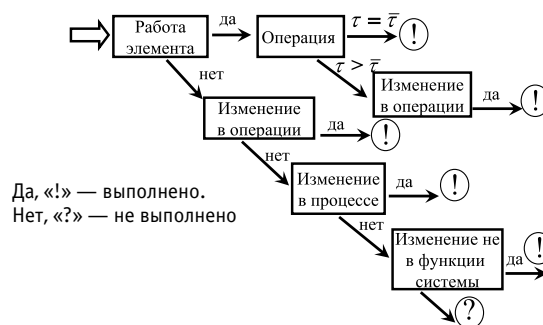 Работа
элемента
да
Операция
τ = τ̅
!
нет
τ > τ̅
Изменение
в операции
да
!
Изменение
в операции
да
!
нет
Изменение
в процессе
да
!
Да, «!» — выполнено.
Нет, «?» — не выполнено
нет
Изменение не
в функции
системы
да
!
?